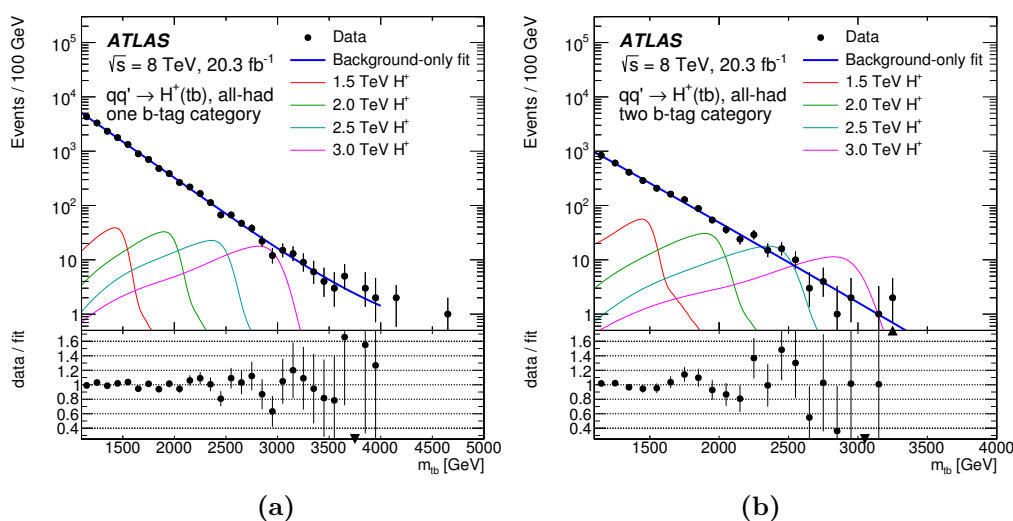 Events / 100 GeV
10⁵
10⁴
10³
10²
10
1
ATLAS
√s = 8 TeV, 20.3 fb⁻¹
qq' → H⁺(tb), all-had
one b-tag category
Data
Background-only fit
1.5 TeV H⁺
2.0 TeV H⁺
2.5 TeV H⁺
3.0 TeV H⁺
data / fit
1.6
1.4
1.2
1.0
0.8
0.6
0.4
1500 2000 2500 3000 3500 4000 4500 5000
m_tb [GeV]
(a)
Events / 100 GeV
10⁵
10⁴
10³
10²
10
1
ATLAS
√s = 8 TeV, 20.3 fb⁻¹
qq' → H⁺(tb), all-had
two b-tag category
Data
Background-only fit
1.5 TeV H⁺
2.0 TeV H⁺
2.5 TeV H⁺
3.0 TeV H⁺
data / fit
1.6
1.4
1.2
1.0
0.8
0.6
0.4
1500 2000 2500 3000 3500 4000
m_tb [GeV]
(b)